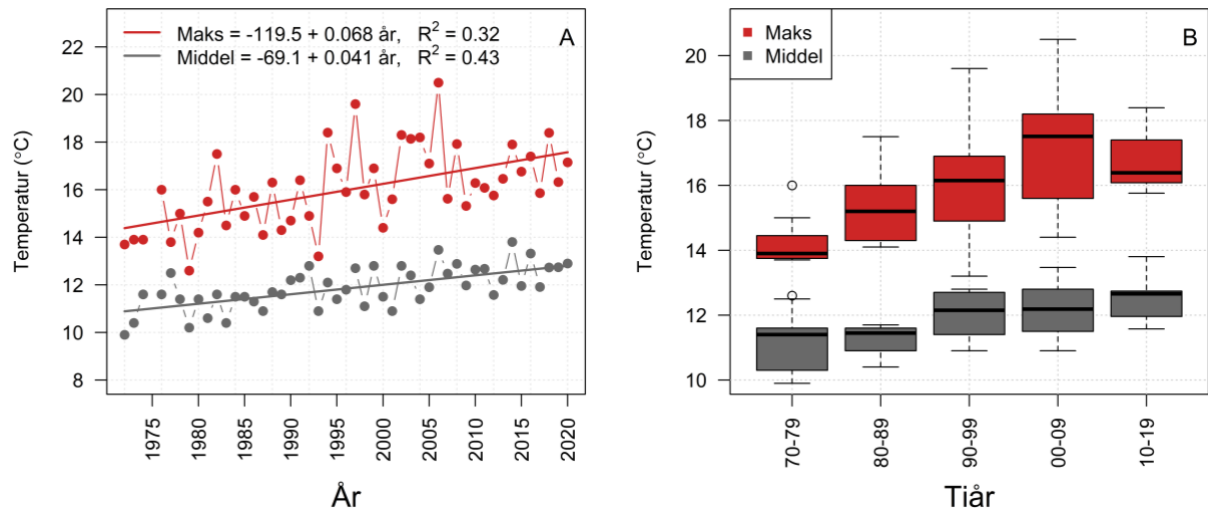 Maks = -119.5 + 0.068 år, R² = 0.32
Middel = -69.1 + 0.041 år, R² = 0.43
A
Temperatur (°C)
22
20
18
16
14
12
10
8
1975
1980
1985
1990
1995
2000
2005
2010
2015
2020
År
Maks
Middel
B
Temperatur (°C)
20
18
16
14
12
10
70-79
80-89
90-99
00-09
10-19
Tiår